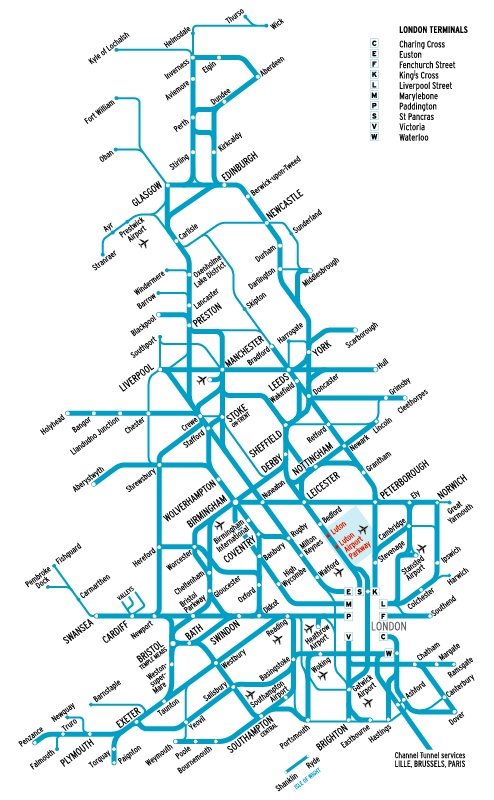 LONDON TERMINALS
C Charing Cross
E Euston
F Fenchurch Street
K King's Cross
L Liverpool Street
M Marylebone
P Paddington
S St Pancras
V Victoria
W Waterloo
Thurso
Wick
Helmsdale
Kyle of Lochalsh
Inverness
Elgin
Aberdeen
Aviemore
Dundee
Fort William
Perth
Kirkcaldy
Oban
Stirling
EDINBURGH
Berwick-upon-Tweed
GLASGOW
NEWCASTLE
Sunderland
Ayr
Prestwick
Airport
Carlisle
Stranraer
Durham
Oxenholme
Lake District
Darlington
Middlesbrough
Windermere
Barrow
Lancaster
Skipton
Blackpool
PRESTON
Harrogate
Scarborough
Southport
MANCHESTER
Bradford
YORK
LIVERPOOL
LEEDS
Wakefield
Hull
Doncaster
Grimsby
Cleethorpes
Holyhead
Bangor
Llandudno Junction
Chester
Crewe
STOKE
ON-TRENT
Stafford
SHEFFIELD
Retford
Lincoln
Newark
DERBY
NOTTINGHAM
Grantham
Aberystwyth
Shrewsbury
WOLVERHAMPTON
Nuneaton
LEICESTER
PETERBOROUGH
BIRMINGHAM
Ely
NORWICH
Great
Yarmouth
Birmingham
International
COVENTRY
Rugby
Bedford
Luton
Luton
Airport
Parkway
Cambridge
Stevenage
Stansted
Airport
Ipswich
Hereford
Worcester
Banbury
Milton
Keynes
Fishguard
Pembroke
Dock
Carmarthen
VALLEYS
Cheltenham
Gloucester
High
Wycombe
Watford
Harwich
Colchester
Bristol
Parkway
Oxford
Didcot
E S K
M L
P F
C
V
W
LONDON
Southend
SWANSEA
CARDIFF
Newport
BATH
SWINDON
Reading
Heathrow
Airport
BRISTOL
TEMPLE MEADS
Weston-
super-
Mare
Westbury
Basingstoke
Woking
Gatwick
Airport
Chatham
Margate
Ramsgate
Barnstaple
Taunton
Salisbury
Southampton
Airport
Ashford
Canterbury
Newquay
Truro
EXETER
Yeovil
Dover
Penzance
Falmouth
PLYMOUTH
Torquay
Paignton
Weymouth
Poole
Bournemouth
SOUTHAMPTON
CENTRAL
Portsmouth
BRIGHTON
Eastbourne
Hastings
Ryde
Shanklin
ISLE OF WIGHT
Channel Tunnel services
LILLE, BRUSSELS, PARIS